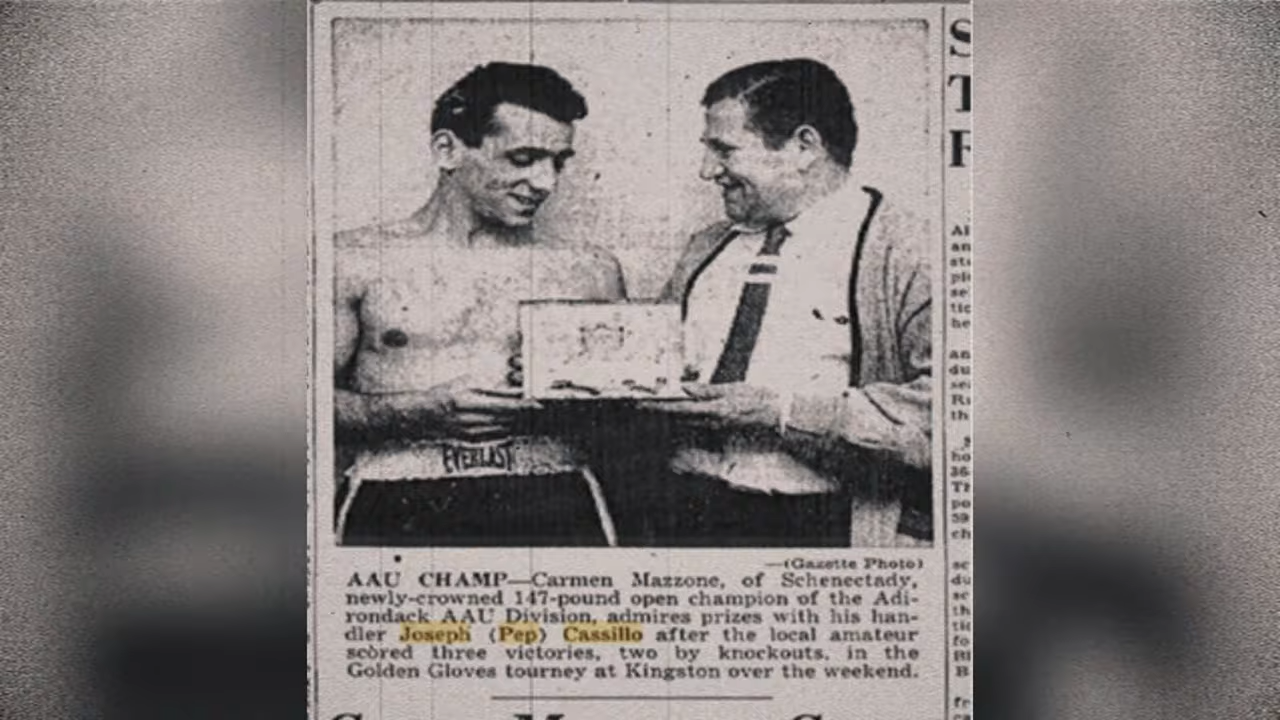 EVERLAST
—(Gazette Photo)
AAU CHAMP—Carmen Mazzone, of Schenectady,
newly-crowned 147-pound open champion of the Adi-
rondack AAU Division, admires prizes with his han-
dler Joseph (Pep) Cassillo after the local amateur
scored three victories, two by knockouts, in the
Golden Gloves tourney at Kingston over the weekend.